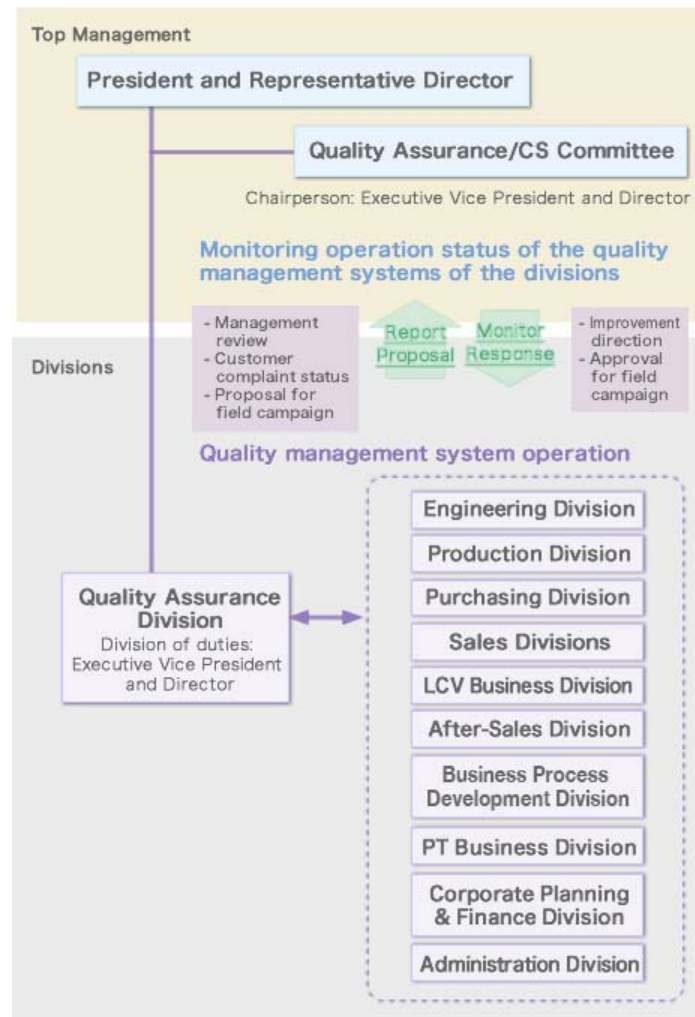 Top Management
President and Representative Director
Quality Assurance/CS Committee
Chairperson: Executive Vice President and Director
Monitoring operation status of the quality
management systems of the divisions
- Management
review
- Customer
complaint status
- Proposal for
field campaign
Report
Proposal
Monitor
Response
- Improvement
direction
- Approval
for field
campaign
Divisions
Quality management system operation
Quality Assurance
Division
Division of duties:
Executive Vice President
and Director
Engineering Division
Production Division
Purchasing Division
Sales Divisions
LCV Business Division
After-Sales Division
Business Process
Development Division
PT Business Division
Corporate Planning
& Finance Division
Administration Division